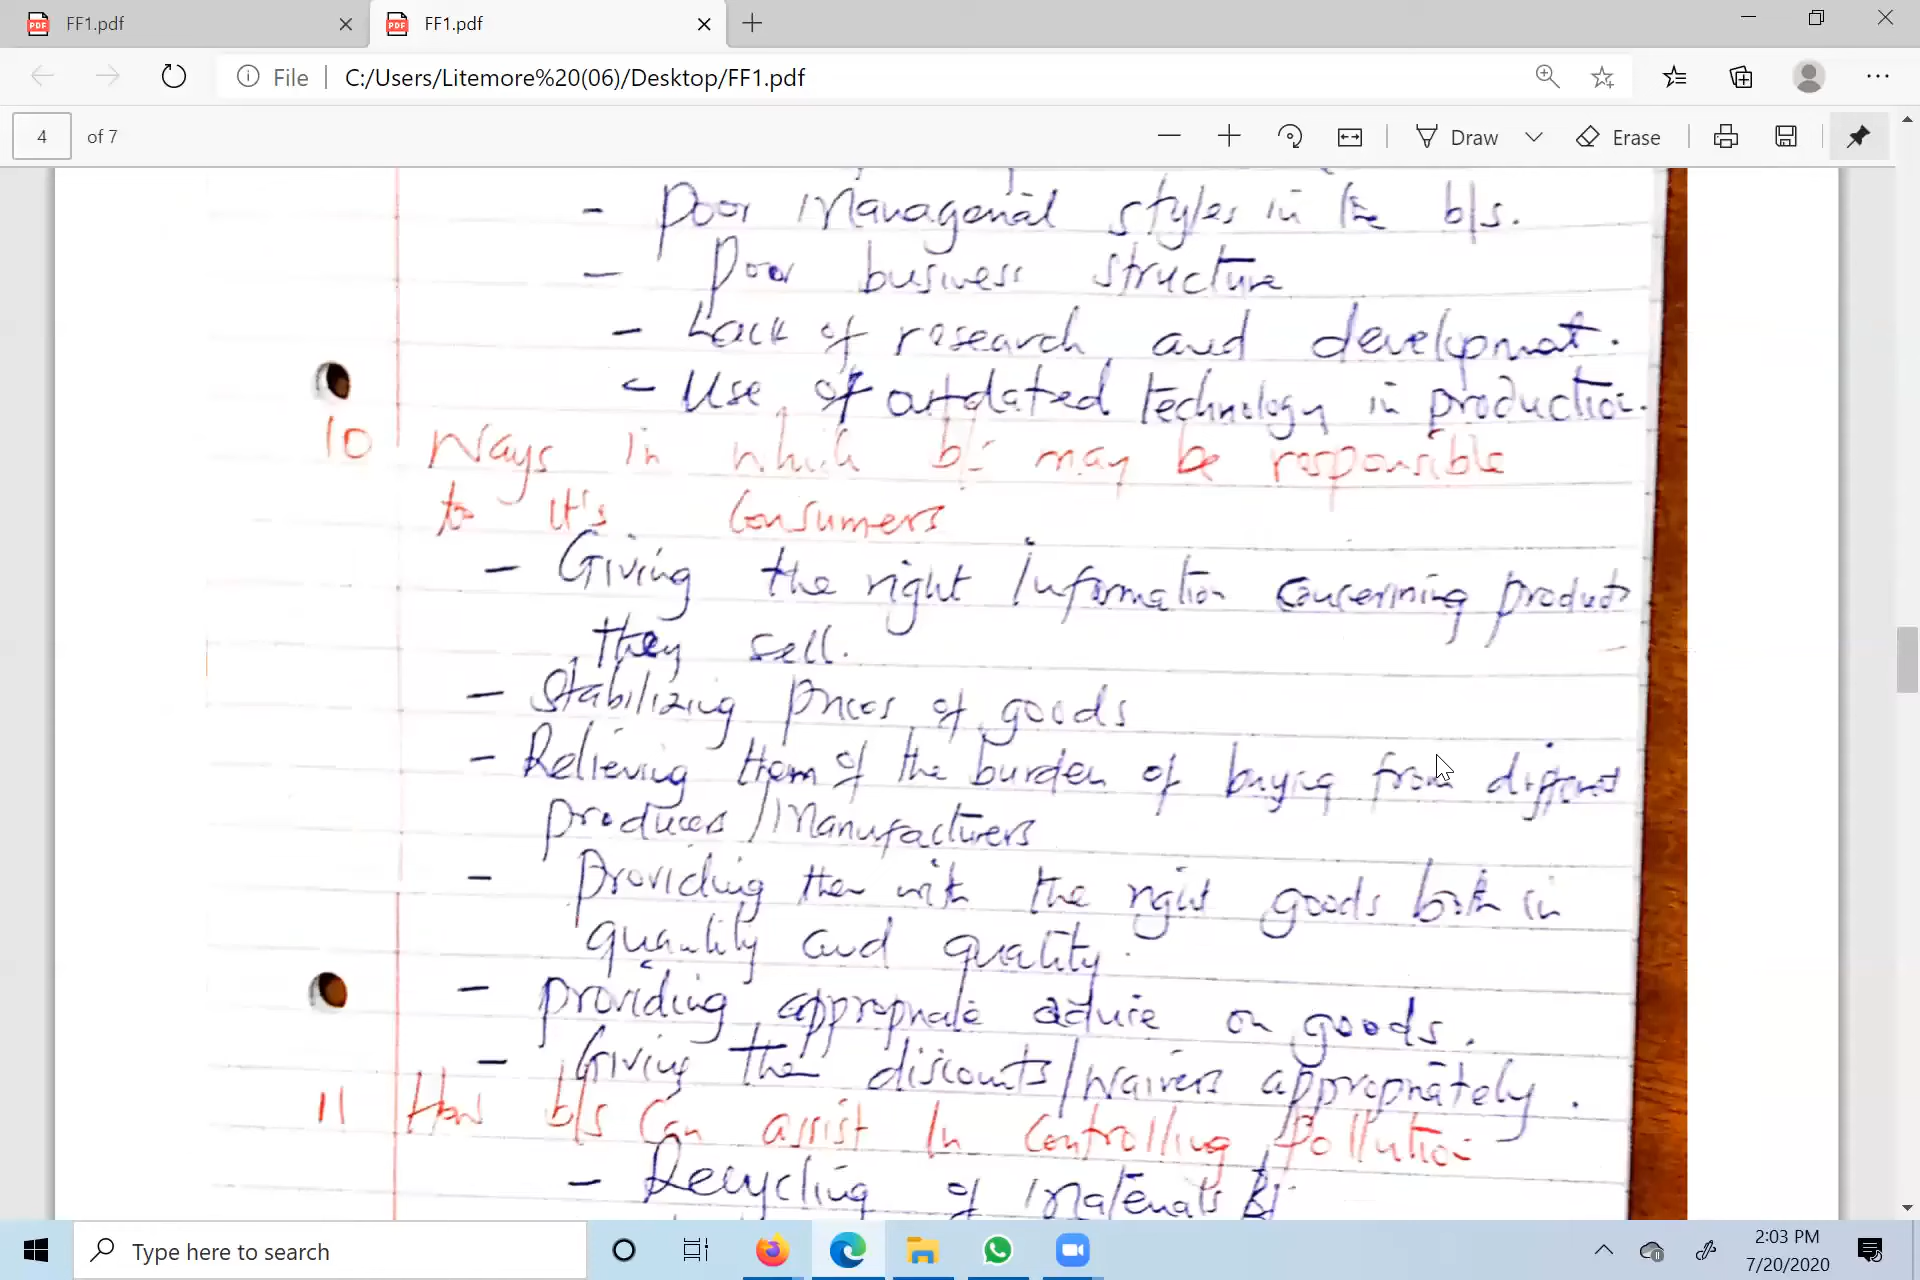 FF1.pdf
FF1.pdf
File
C:/Users/Litemore%20(06)/Desktop/FF1.pdf
4 of 7
Draw
Erase
- Poor Managerial styles in the b/s.
- Poor business structure
- Lack of research and development.
- Use of outdated technology in production.
10 Ways in which b/s may be responsible
to it's consumers
- Giving the right information concerning products
they sell.
- Stabilizing prices of goods
- Relieving them of the burden of buying from different
producers/Manufacturers
- Providing them with the right goods both in
quantity and quality.
- Providing appropriate advice on goods.
- Giving them discounts/waivers appropriately.
11 How b/s can assist in controlling pollution
- Recycling of materials
Type here to search
2:03 PM
7/20/2020